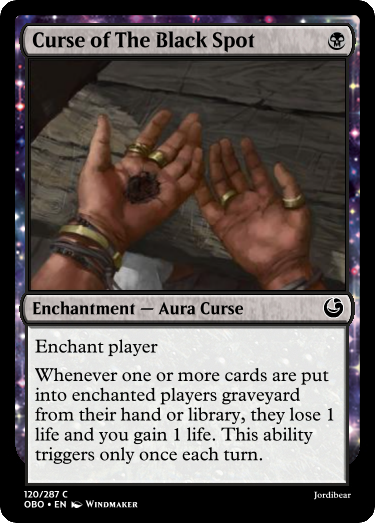 Curse of The Black Spot
Enchantment — Aura Curse
Enchant player
Whenever one or more cards are put
into enchanted players graveyard
from their hand or library, they lose 1
life and you gain 1 life. This ability
triggers only once each turn.
120/287 C
OBO • EN Windmaker
Jordibear